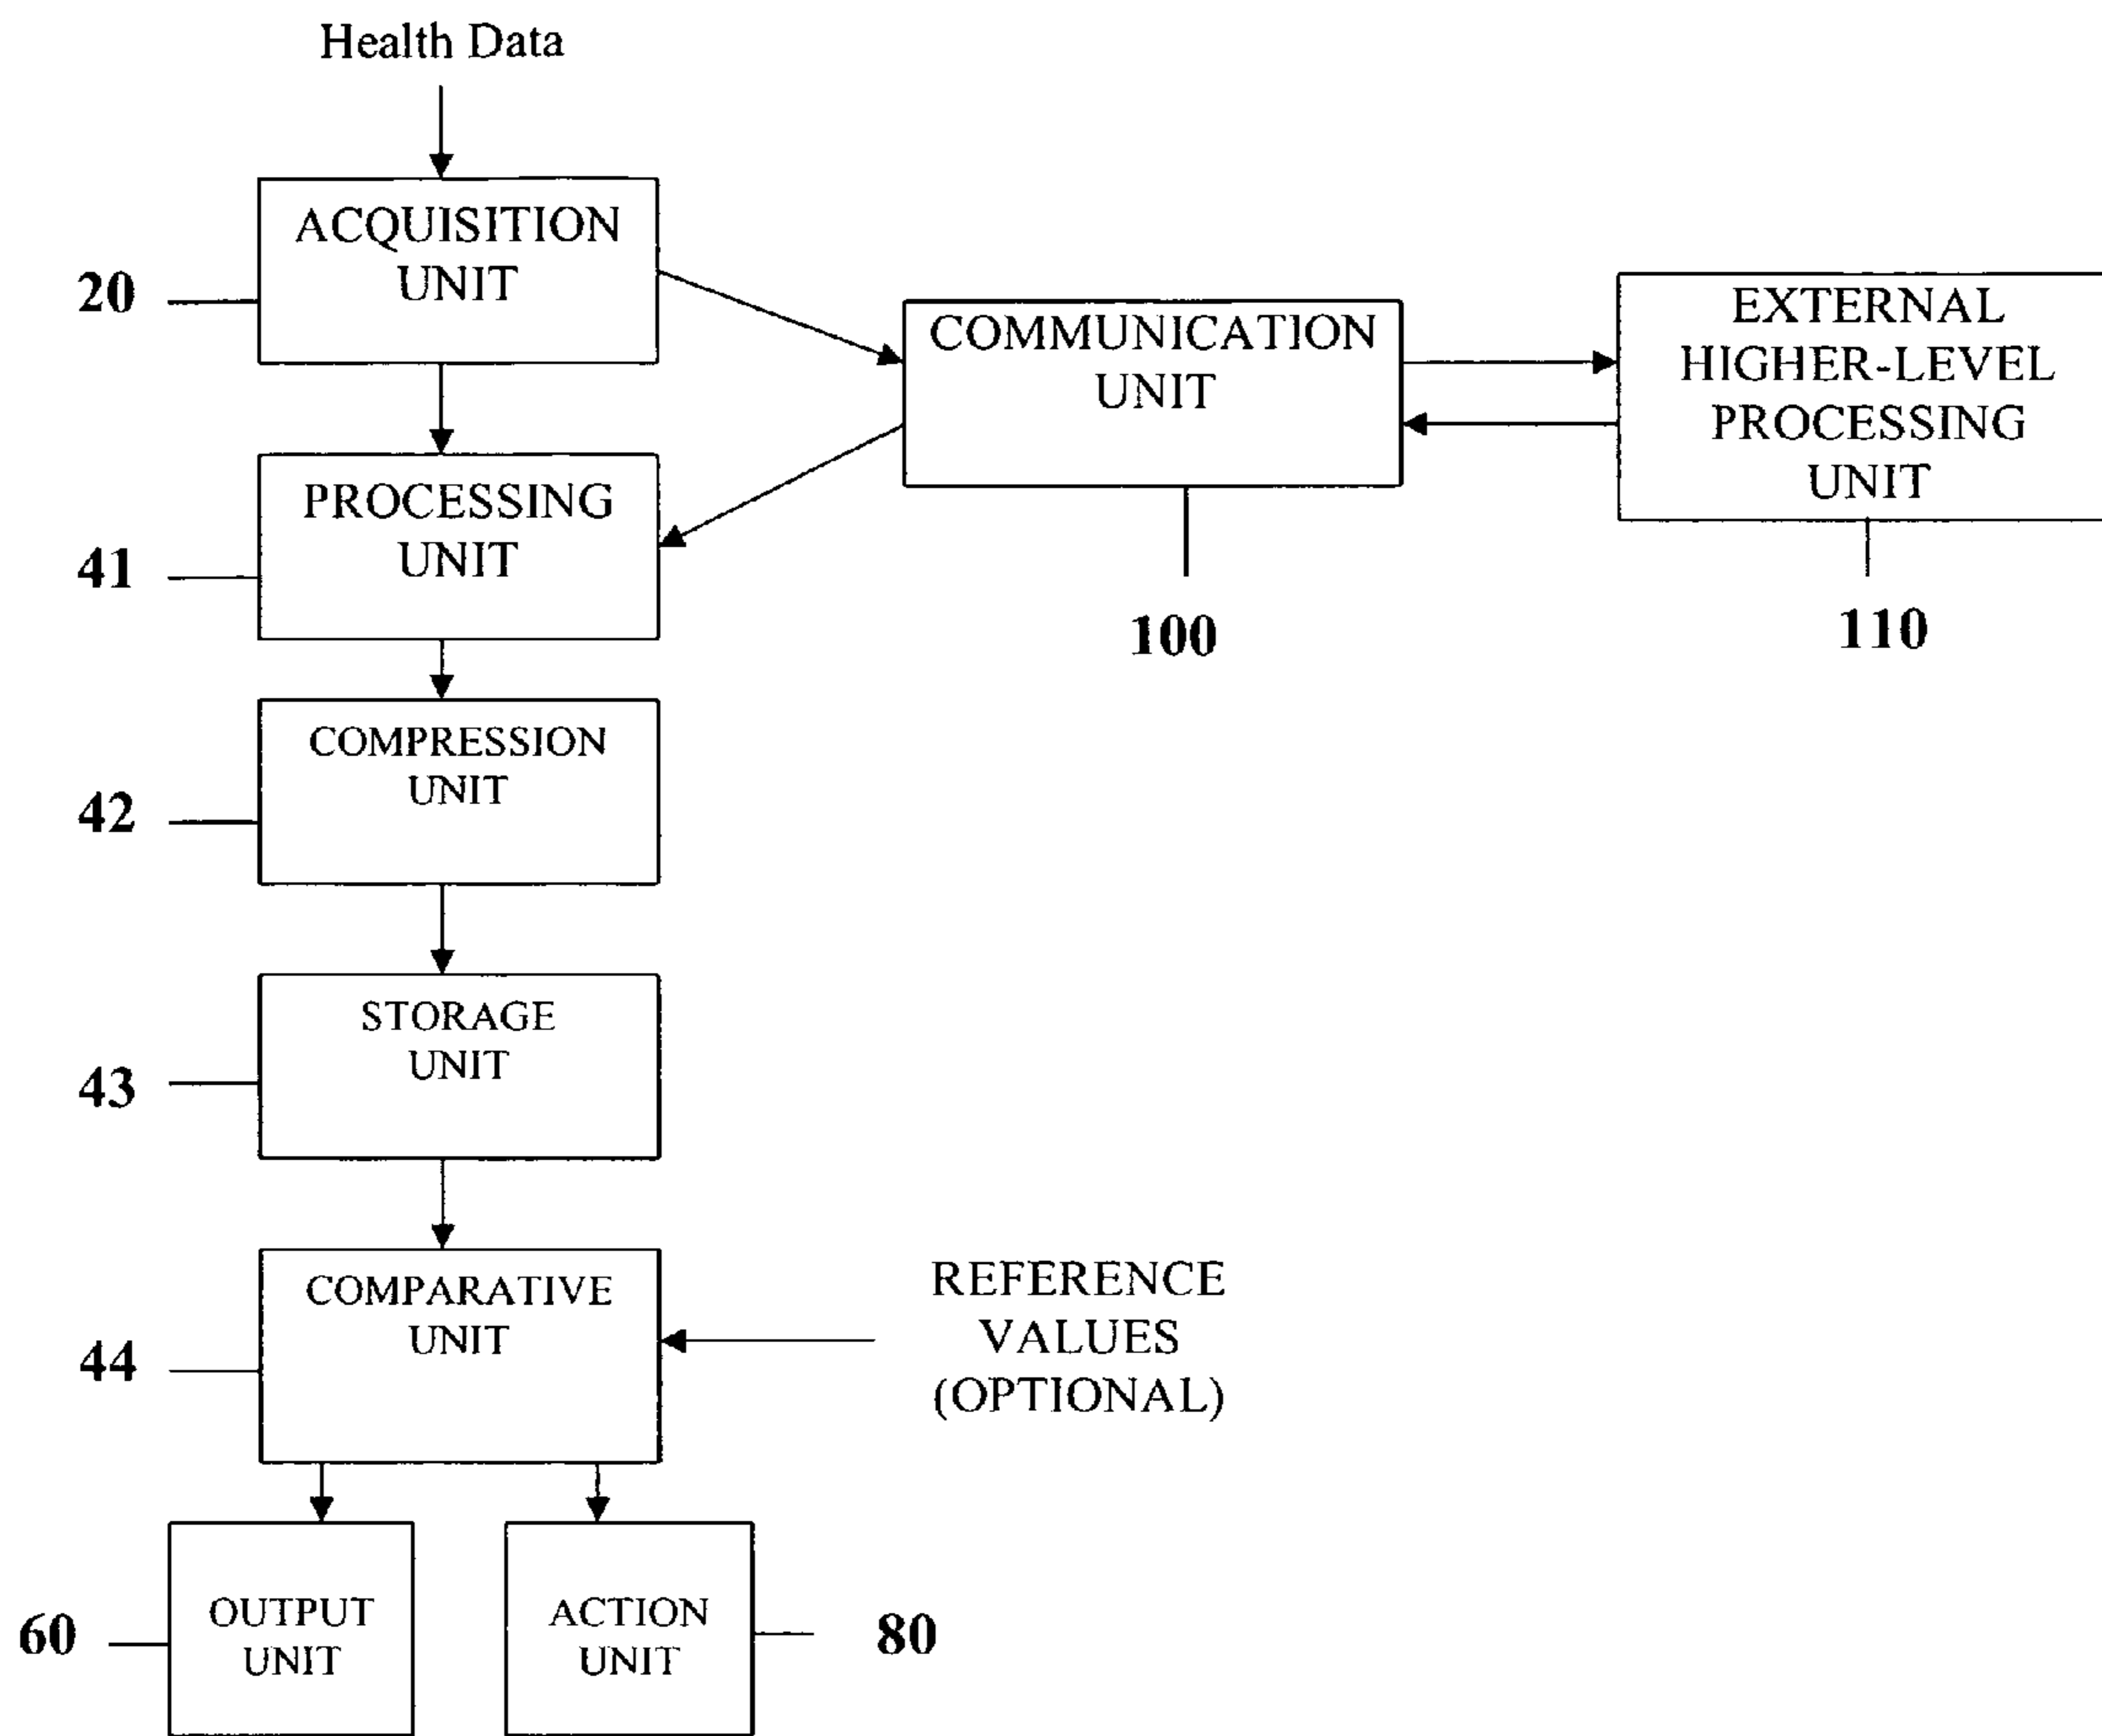 Health Data
ACQUISITION
UNIT
20
COMMUNICATION
UNIT
100
EXTERNAL
HIGHER-LEVEL
PROCESSING
UNIT
110
PROCESSING
UNIT
41
COMPRESSION
UNIT
42
STORAGE
UNIT
43
COMPARATIVE
UNIT
44
REFERENCE
VALUES
(OPTIONAL)
OUTPUT
UNIT
60
ACTION
UNIT
80